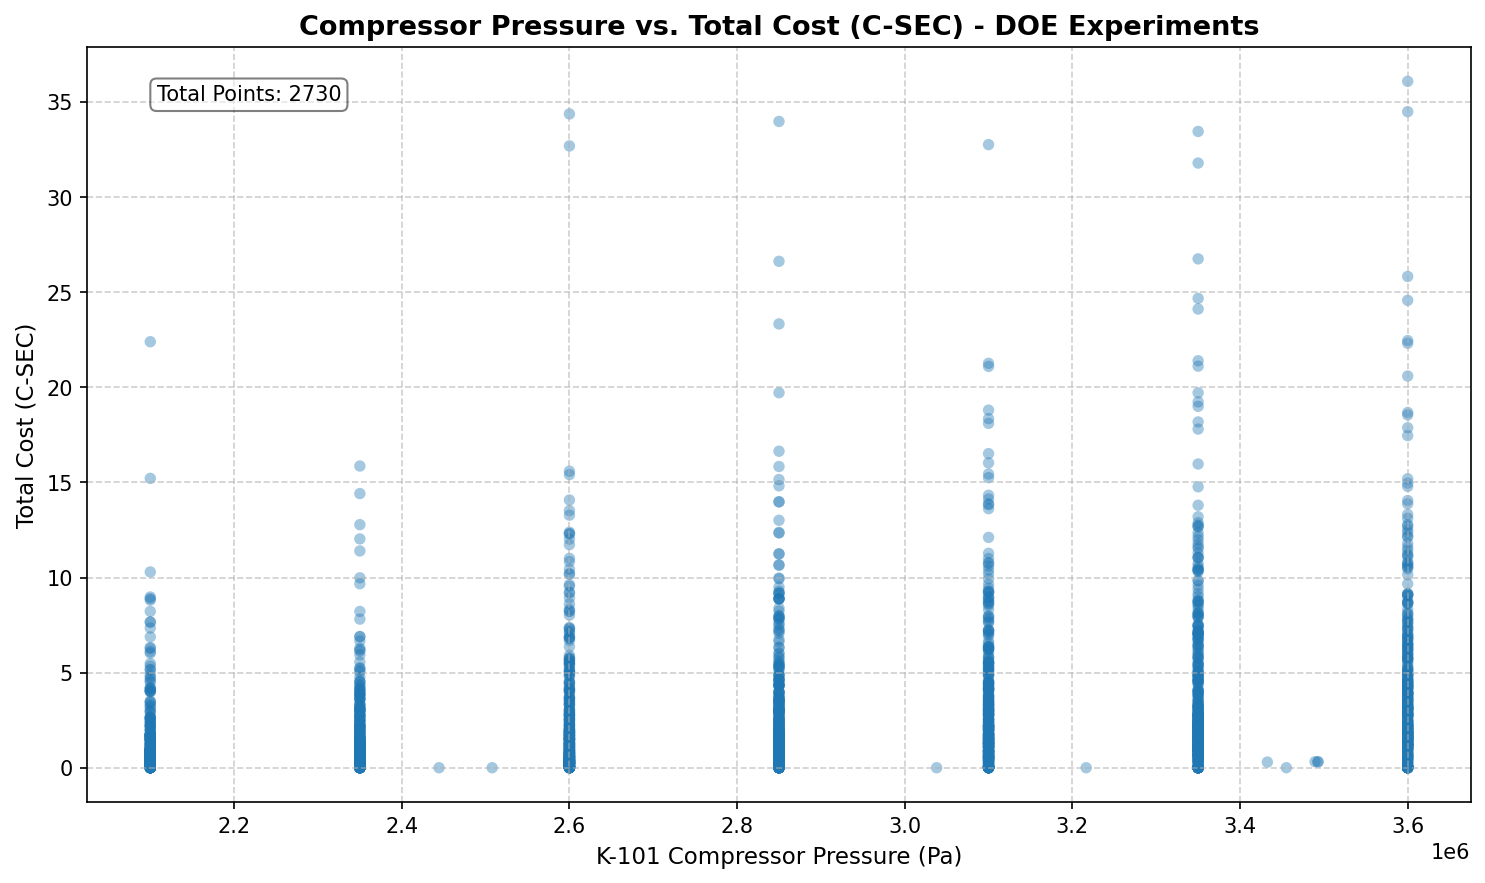 Compressor Pressure vs. Total Cost (C-SEC) - DOE Experiments
Total Points: 2730
Total Cost (C-SEC)
35
30
25
20
15
10
5
0
2.2 2.4 2.6 2.8 3.0 3.2 3.4 3.6
1e6
K-101 Compressor Pressure (Pa)